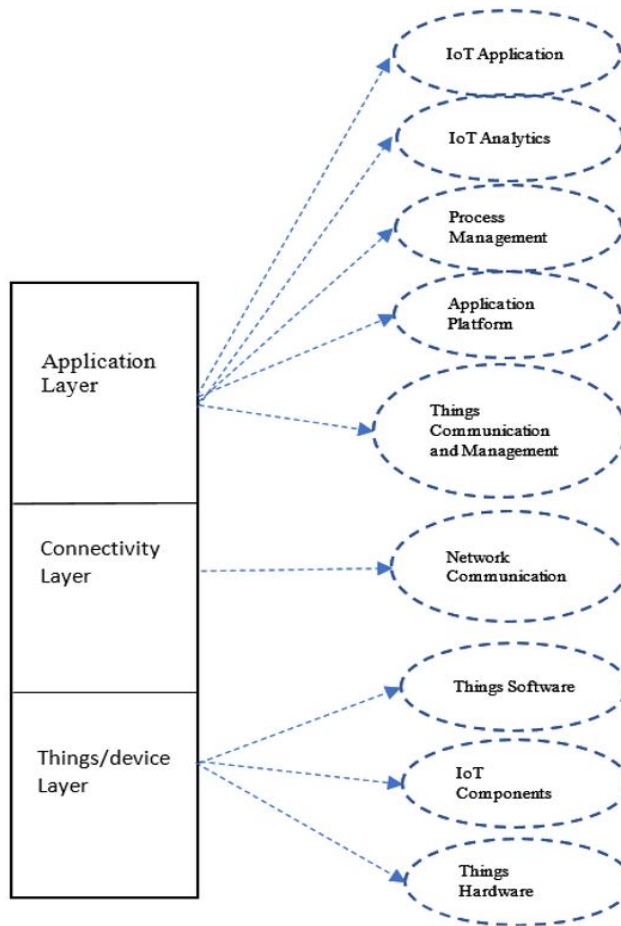 IoT Application
IoT Analytics
Process
Management
Application
Platform
Things
Communication
and Management
Network
Communication
Things Software
IoT
Components
Things
Hardware
Application
Layer
Connectivity
Layer
Things/device
Layer